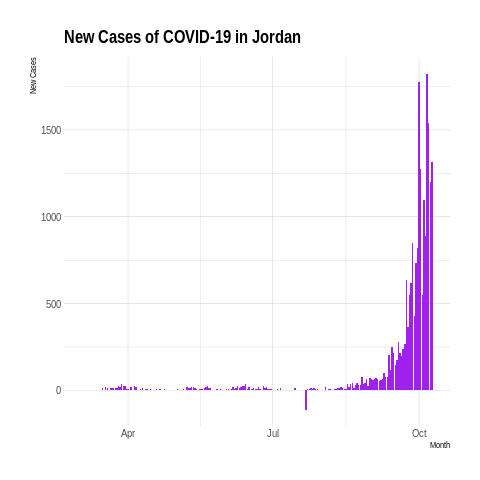 New Cases of COVID-19 in Jordan
New Cases
1500
1000
500
0
Apr
Jul
Oct
Month